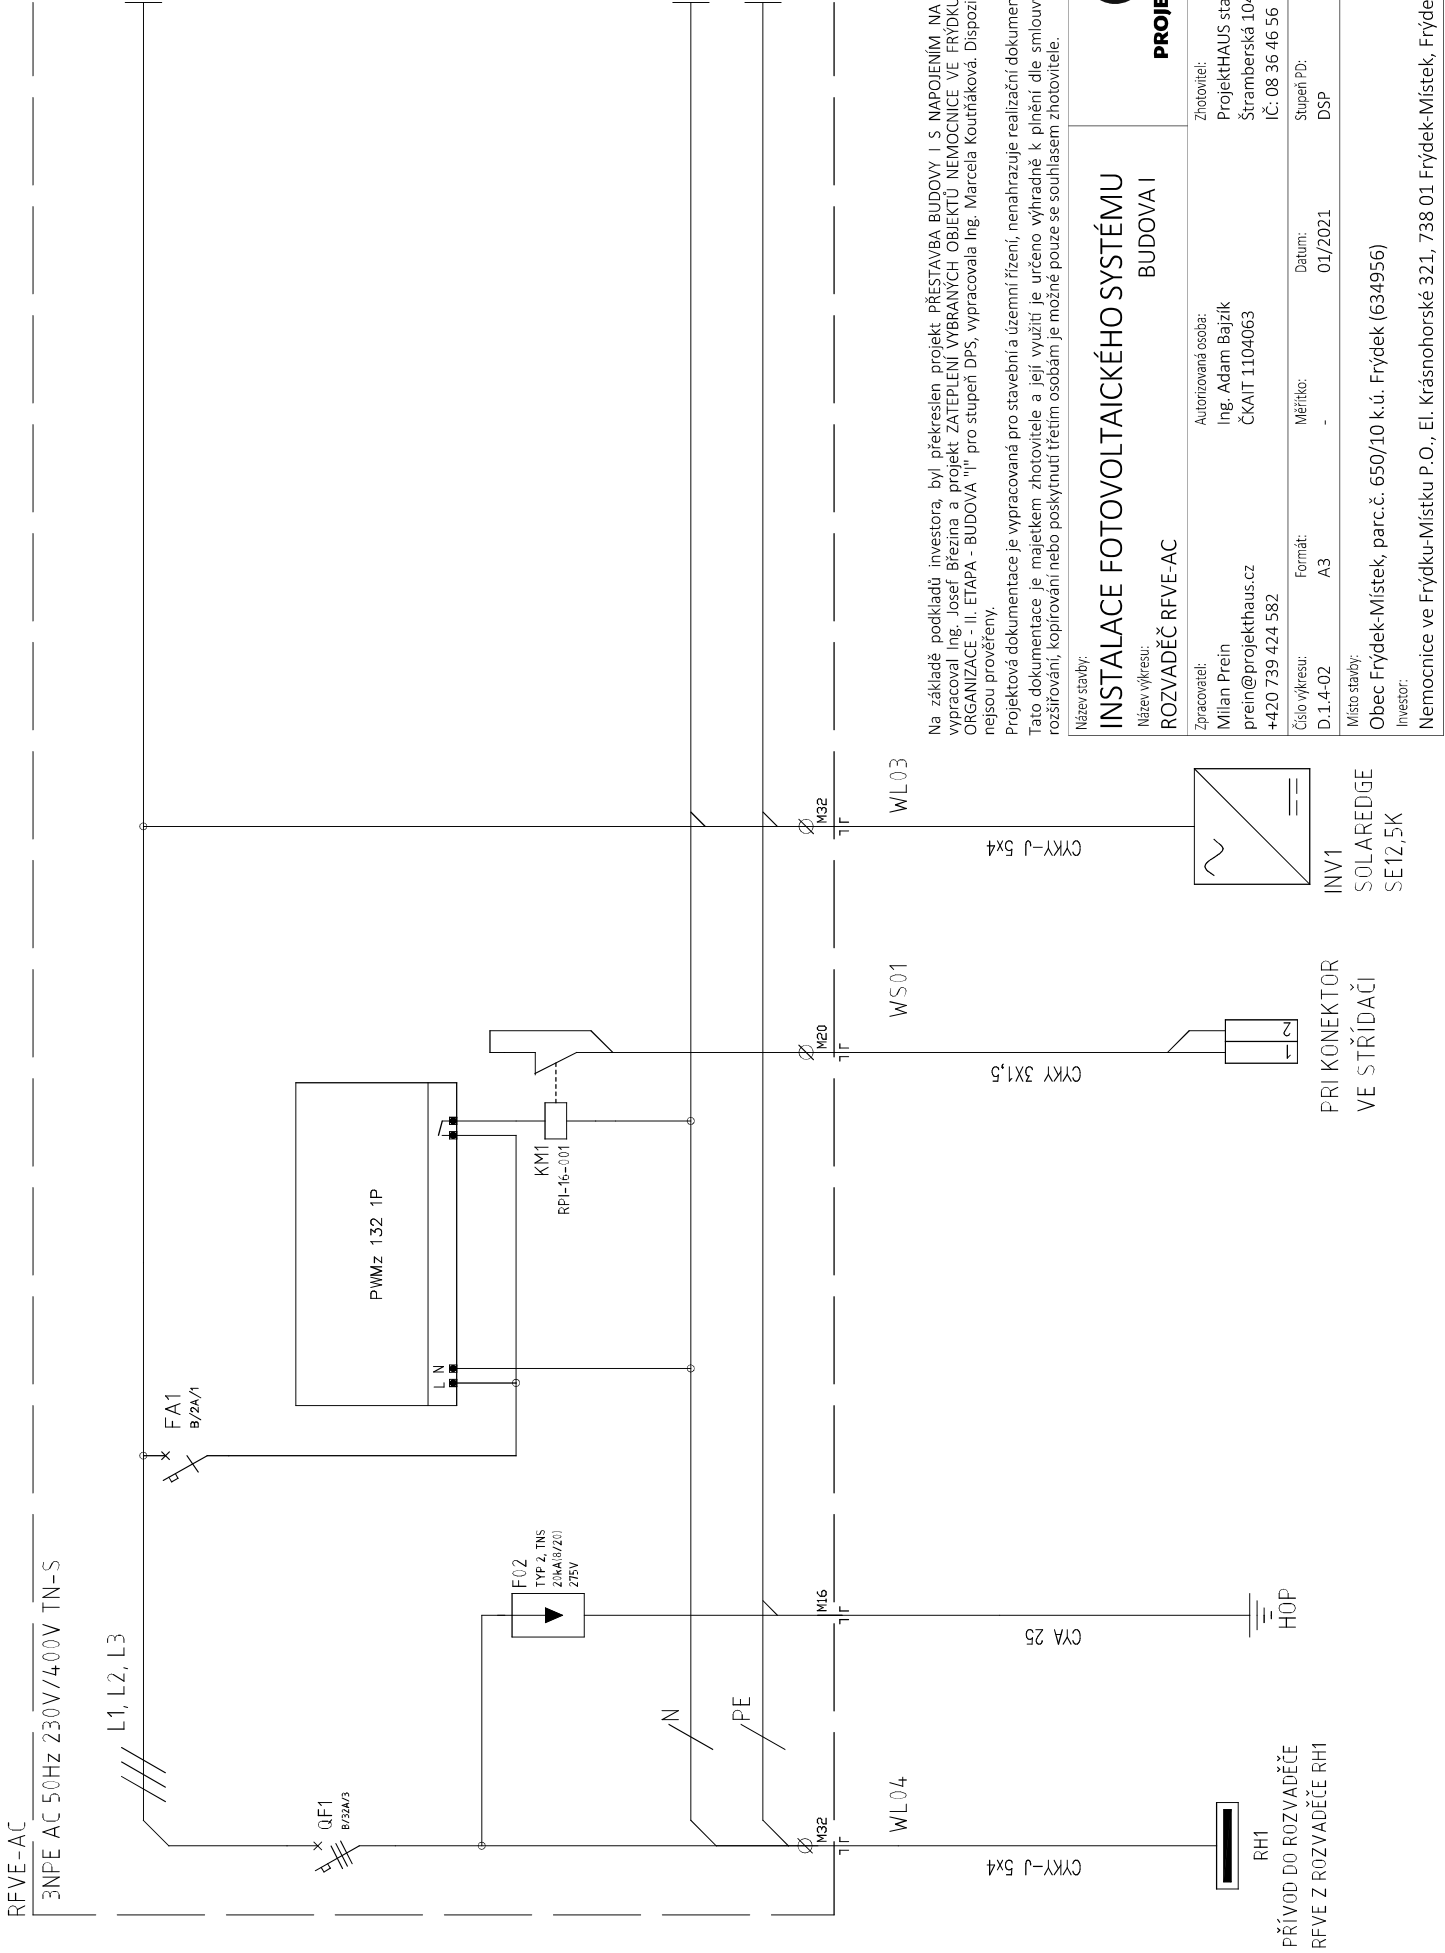 RFVE-AC
3NPE AC 50Hz 230V/400V TN-S
L1, L2, L3
QF1
B/32A/3
FA1
B/2A/1
F02
TYP 2, TNS
20kA(8/20)
275V
PWMz 132 1P
L N
KM1
RPI-16-001
N
PE
M32
M16
M20
M32
WL04
WS01
WL03
CYKY-J 5x4
CYA 25
CYKY 3X1,5
CYKY-J 5x4
RH1
PŘÍVOD DO ROZVADĚČE
RFVE Z ROZVADĚČE RH1
HOP
1 2
PRI KONEKTOR
VE STŘÍDAČI
INV1
SOLAREDGE
SE12,5K
Na základě podkladů investora, byl překreslen projekt PŘESTAVBA BUDOVY I S NAPOJENÍM NA
vypracoval Ing. Josef Březina a projekt ZATEPLENÍ VYBRANÝCH OBJEKTŮ NEMOCNICE VE FRÝDKU
ORGANIZACE - II. ETAPA - BUDOVA "I" pro stupeň DPS, vypracovala Ing. Marcela Koutňáková. Dispozi
nejsou prověřeny.
Projektová dokumentace je vypracovaná pro stavební a územní řízení, nenahrazuje realizační dokumen
Tato dokumentace je majetkem zhotovitele a její využití je určeno výhradně k plnění dle smlouv
rozšiřování, kopírování nebo poskytnutí třetím osobám je možné pouze se souhlasem zhotovitele.
Název stavby:
INSTALACE FOTOVOLTAICKÉHO SYSTÉMU
BUDOVA I
Název výkresu:
ROZVADĚČ RFVE-AC
PROJE
Zpracovatel:
Milan Prein
prein@projekthaus.cz
+420 739 424 582
Autorizovaná osoba:
Ing. Adam Bajzík
ČKAIT 1104063
Zhotovitel:
ProjektHAUS sta
Štramberská 104
IČ: 08 36 46 56
Číslo výkresu:
D.1.4-02
Formát:
A3
Měřítko:
-
Datum:
01/2021
Stupeň PD:
DSP
Místo stavby:
Obec Frýdek-Místek, parc.č. 650/10 k.ú. Frýdek (634956)
Investor:
Nemocnice ve Frýdku-Místku P.O., El. Krásnohorské 321, 738 01 Frýdek-Místek, Frýde